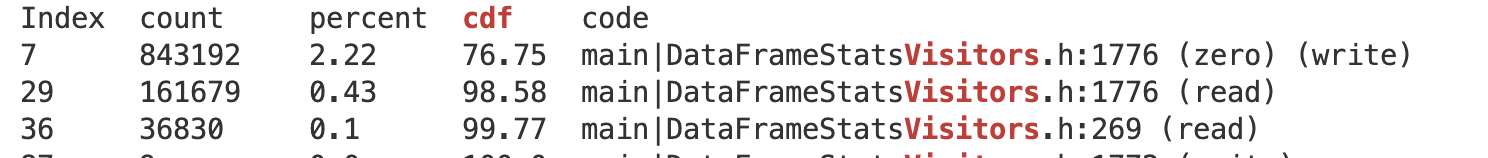 Index count percent cdf code
7 843192 2.22 76.75 main|DataFrameStatsVisitors.h:1776 (zero) (write)
29 161679 0.43 98.58 main|DataFrameStatsVisitors.h:1776 (read)
36 36830 0.1 99.77 main|DataFrameStatsVisitors.h:269 (read)